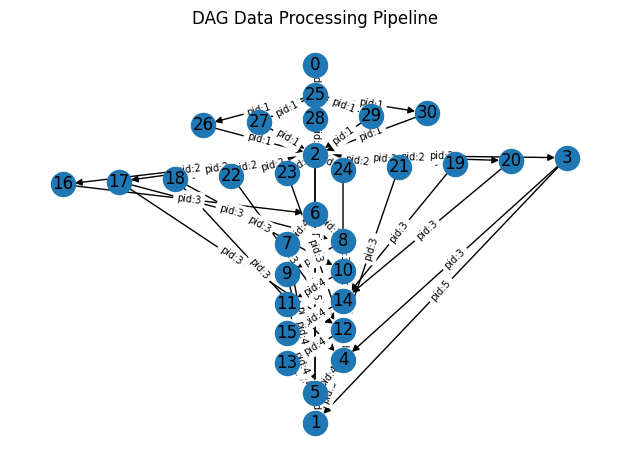 DAG Data Processing Pipeline
0
25
pid:1 pid:1
26 27 pid:1 28 pid:1 29 30
pid:1 pid:1 pid:1 pid:1
2
pid:2 pid:2 pid:2 pid:2 pid:2 pid:2
16 17 18 22 23 24 21 19 20 3
pid:3 pid:3 pid:3
6
pid:3 pid:3 pid:3
7 8
pid:3 pid:3 pid:3 pid:3
9 10
pid:4 pid:5
11 14
15 12
pid:4 pid:4
13 4
pid:4 pid:4
5
1